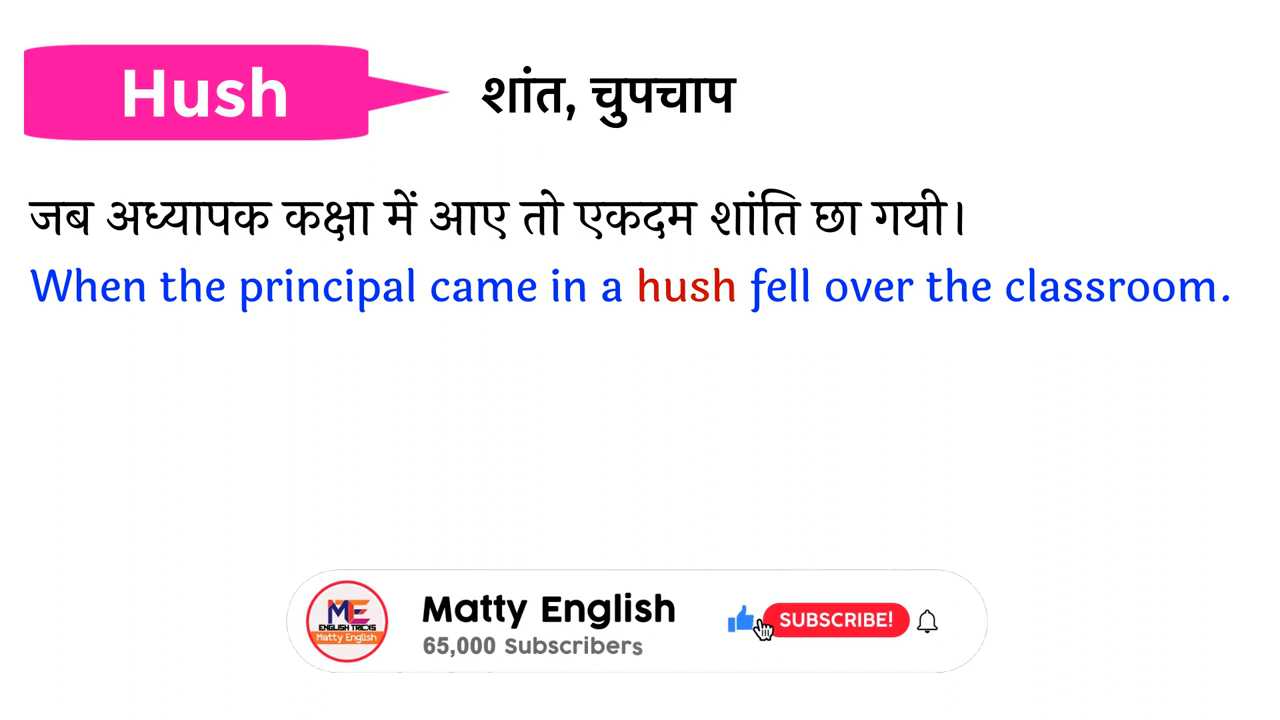 Hush
शांत, चुपचाप
जब अध्यापक कक्षा में आए तो एकदम शांति छा गयी।
When the principal came in a hush fell over the classroom.
ME
ENGLISH TRICKS
Matty English
Matty English
65,000 Subscribers
SUBSCRIBE!